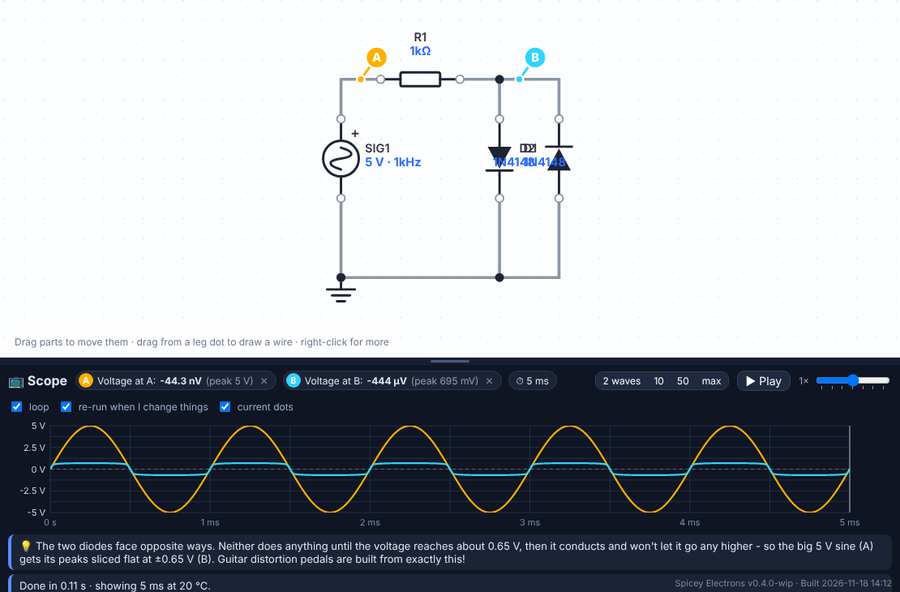 R1
1kΩ
A
B
+
SIG1
5 V · 1kHz
1N4148
1N4148
Drag parts to move them · drag from a leg dot to draw a wire · right-click for more
Scope
A Voltage at A: -44.3 nV (peak 5 V) ×
B Voltage at B: -444 µV (peak 695 mV) ×
5 ms
2 waves 10 50 max
Play
1×
loop
re-run when I change things
current dots
5 V
2.5 V
0 V
−2.5 V
−5 V
0 s
1 ms
2 ms
3 ms
4 ms
5 ms
The two diodes face opposite ways. Neither does anything until the voltage reaches about 0.65 V, then it conducts and won't let it go any higher - so the big 5 V sine (A)
gets its peaks sliced flat at ±0.65 V (B). Guitar distortion pedals are built from exactly this!
Done in 0.11 s · showing 5 ms at 20 °C.
Spicey Electrons v0.4.0-wip · Built 2026-11-18 14:12